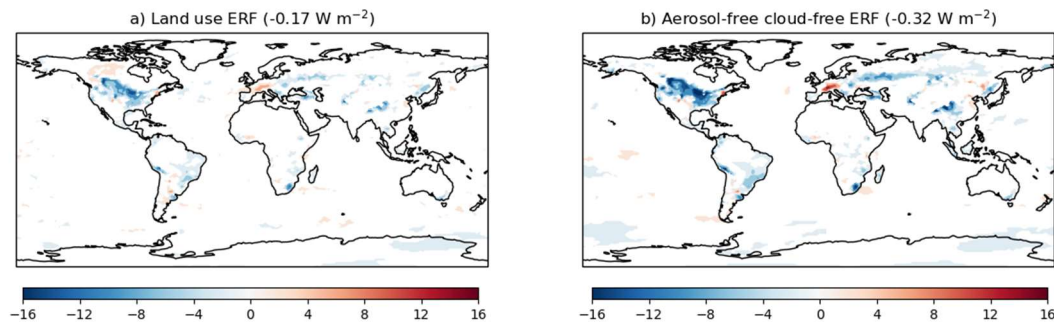 a) Land use ERF (-0.17 W m⁻²)
b) Aerosol-free cloud-free ERF (-0.32 W m⁻²)
−16 −12 −8 −4 0 4 8 12 16
−16 −12 −8 −4 0 4 8 12 16